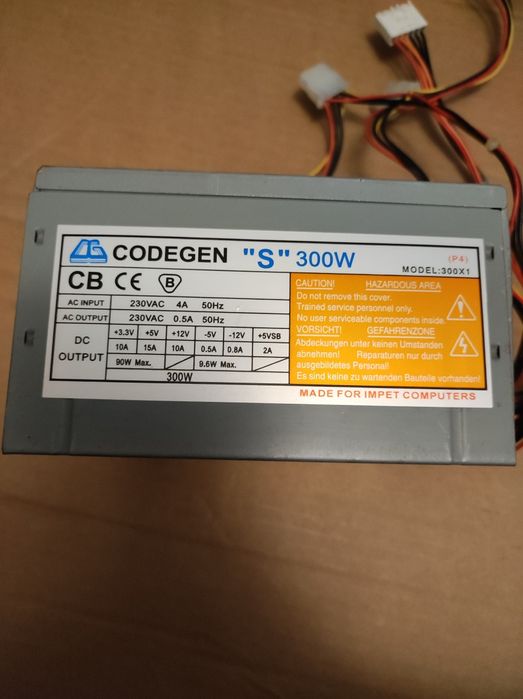 CODEGEN "S" 300W
(P4)
MODEL:300X1
CB CE B
AC INPUT 230VAC 4A 50Hz
AC OUTPUT 230VAC 0.5A 50Hz
DC OUTPUT
+3.3V +5V +12V -5V -12V +5VSB
10A 15A 10A 0.5A 0.8A 2A
90W Max. 9.6W Max.
300W
CAUTION! HAZARDOUS AREA
Do not remove this cover.
Trained service personnel only.
No user serviceable components inside.
VORSICHT! GEFAHRENZONE
Abdeckungen unter keinen Umstanden
abnehmen! Reparaturen nur durch
ausgebildetes Personal!
Es sind keine zu wartenden Bauteile vorhanden!
MADE FOR IMPET COMPUTERS